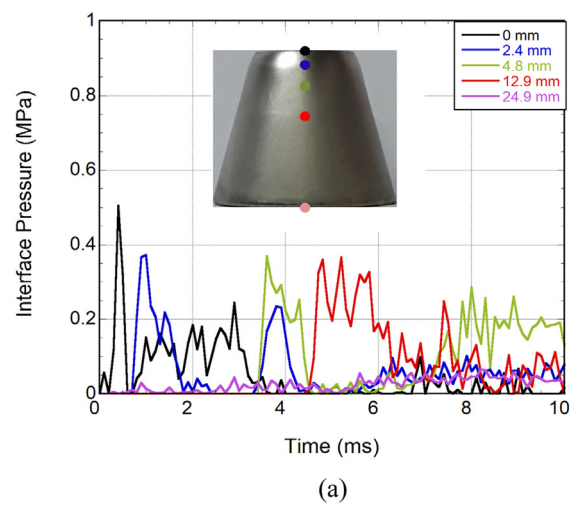 1
0.8
0.6
0.4
0.2
0
0 2 4 6 8 10
Interface Pressure (MPa)
Time (ms)
0 mm
2.4 mm
4.8 mm
12.9 mm
24.9 mm
(a)